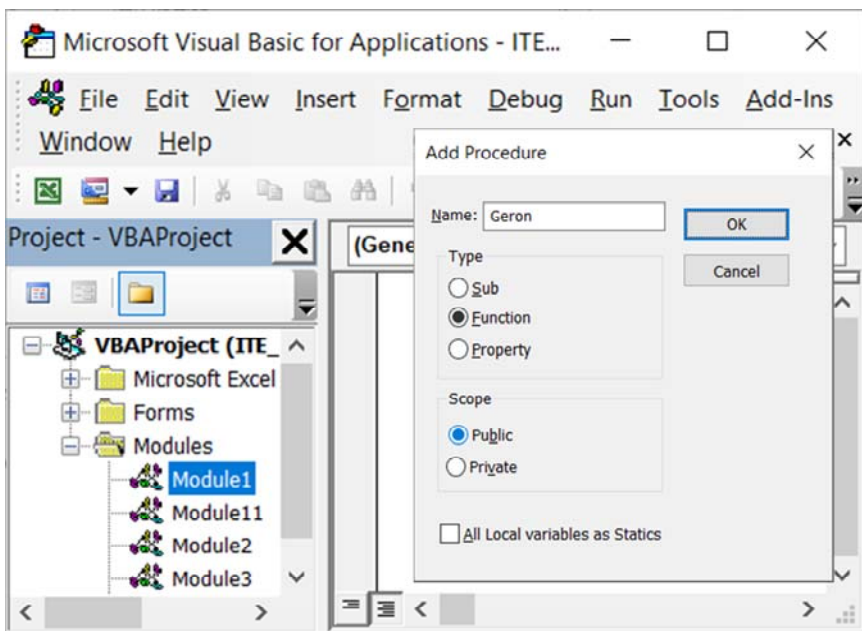 Microsoft Visual Basic for Applications - ITE...
File Edit View Insert Format Debug Run Tools Add-Ins
Window Help
Project - VBAProject
(Gene
VBAProject (ITE_
Microsoft Excel
Forms
Modules
Module1
Module11
Module2
Module3
Add Procedure
Name: Geron
OK
Cancel
Type
Sub
Function
Property
Scope
Public
Private
All Local variables as Statics